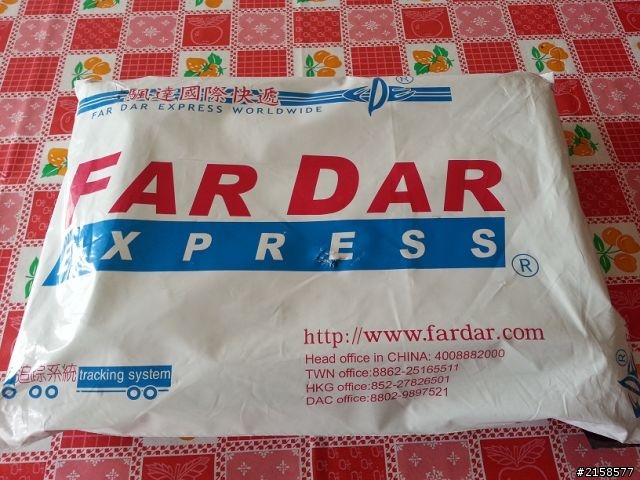 颿達國際快遞
FAR DAR EXPRESS WORLDWIDE
FDE®
FAR DAR
EXPRESS®
http://www.fardar.com
Head office in CHINA: 4008882000
TWN office:8862-25165511
HKG office:852-27826501
DAC office:8802-9897521
追踪系統 tracking system
#2158577